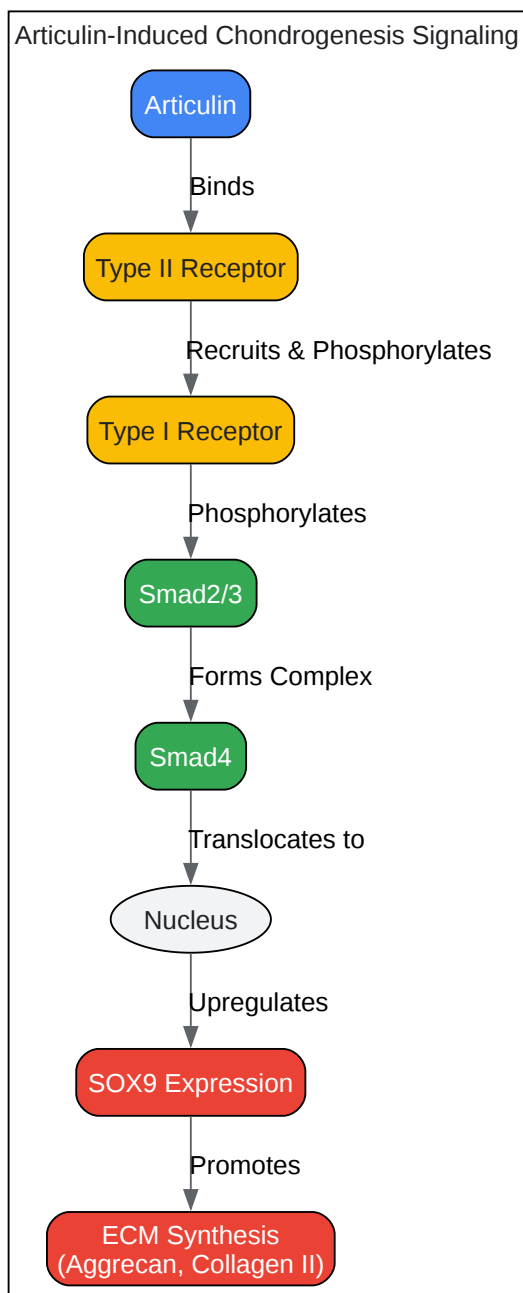 Articulin-Induced Chondrogenesis Signaling
Articulin
Binds
Type II Receptor
Recruits & Phosphorylates
Type I Receptor
Phosphorylates
Smad2/3
Forms Complex
Smad4
Translocates to
Nucleus
Upregulates
SOX9 Expression
Promotes
ECM Synthesis
(Aggrecan, Collagen II)